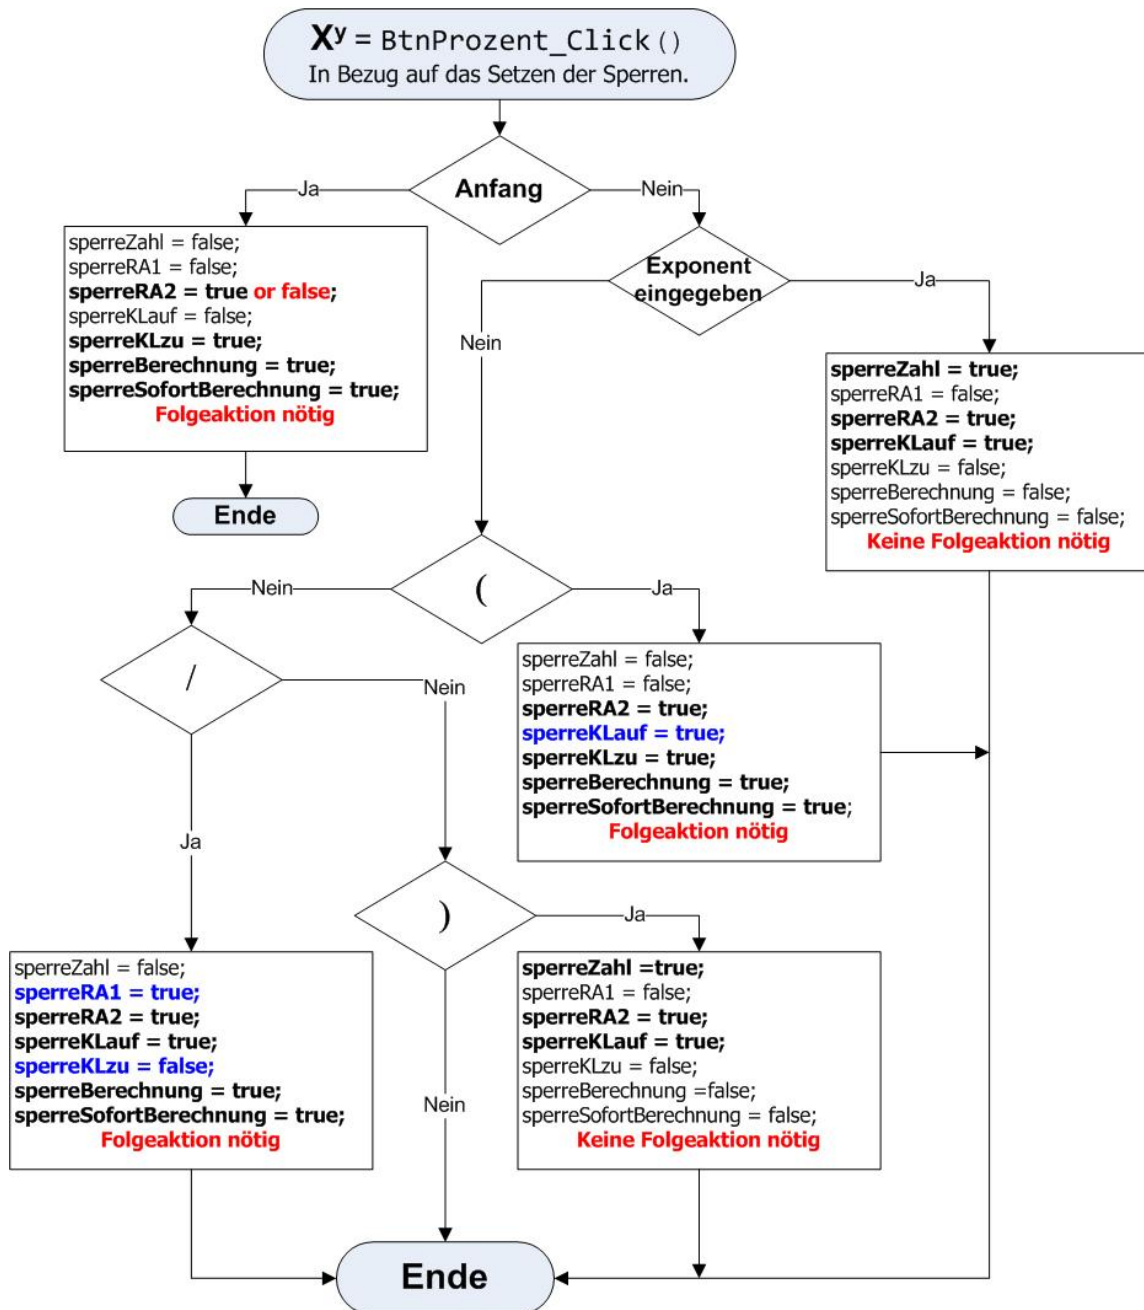 Xʸ = BtnProzent_Click()
In Bezug auf das Setzen der Sperren.
Anfang
Ja
Nein
sperreZahl = false;
sperreRA1 = false;
sperreRA2 = true or false;
sperreKLauf = false;
sperreKLzu = true;
sperreBerechnung = true;
sperreSofortBerechnung = true;
Folgeaktion nötig
Ende
Exponent
eingegeben
Ja
Nein
sperreZahl = true;
sperreRA1 = false;
sperreRA2 = true;
sperreKLauf = true;
sperreKLzu = false;
sperreBerechnung = false;
sperreSofortBerechnung = false;
Keine Folgeaktion nötig
(
Nein
Ja
sperreZahl = false;
sperreRA1 = false;
sperreRA2 = true;
sperreKLauf = true;
sperreKLzu = true;
sperreBerechnung = true;
sperreSofortBerechnung = true;
Folgeaktion nötig
/
Nein
Ja
sperreZahl = false;
sperreRA1 = true;
sperreRA2 = true;
sperreKLauf = true;
sperreKLzu = false;
sperreBerechnung = true;
sperreSofortBerechnung = true;
Folgeaktion nötig
)
Ja
Nein
sperreZahl =true;
sperreRA1 = false;
sperreRA2 = true;
sperreKLauf = true;
sperreKLzu = false;
sperreBerechnung =false;
sperreSofortBerechnung = false;
Keine Folgeaktion nötig
Ende